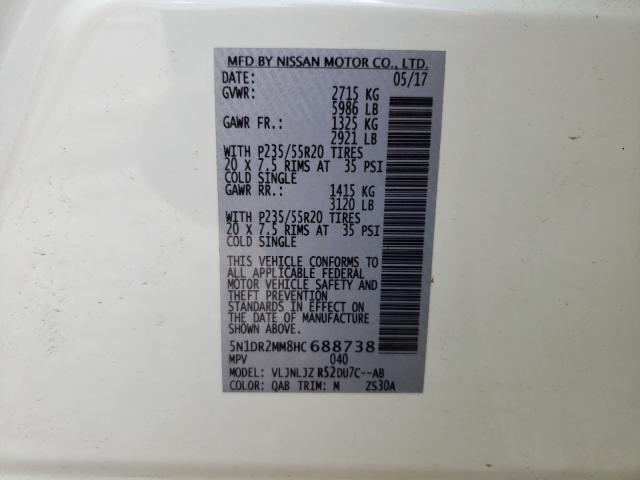 MFD BY NISSAN MOTOR CO., LTD.
DATE: 05/17
GVWR: 2715 KG
5986 LB
GAWR FR.: 1325 KG
2921 LB
WITH P235/55R20 TIRES
20 X 7.5 RIMS AT 35 PSI
COLD SINGLE
GAWR RR.: 1415 KG
3120 LB
WITH P235/55R20 TIRES
20 X 7.5 RIMS AT 35 PSI
COLD SINGLE
THIS VEHICLE CONFORMS TO
ALL APPLICABLE FEDERAL
MOTOR VEHICLE SAFETY AND
THEFT PREVENTION
STANDARDS IN EFFECT ON
THE DATE OF MANUFACTURE
SHOWN ABOVE.
5N1DR2MM8HC688738
MPV 040
MODEL: VLJNLJZ R52DU7C--AB
COLOR: QAB TRIM: M ZS30A